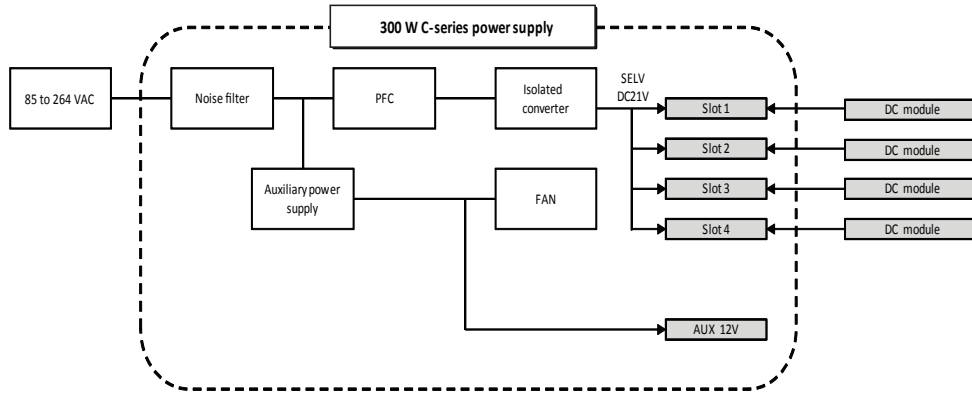 300 W C-series power supply
85 to 264 VAC
Noise filter
PFC
Isolated
converter
SELV
DC21V
Slot 1
DC module
Slot 2
DC module
Slot 3
DC module
Slot 4
DC module
Auxiliary power
supply
FAN
AUX 12V